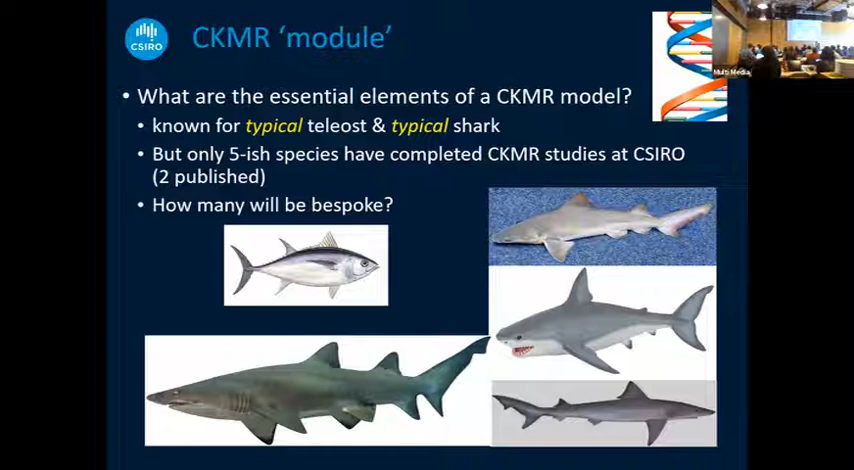 CSIRO
CKMR 'module'
Multi Media
• What are the essential elements of a CKMR model?
• known for typical teleost & typical shark
• But only 5-ish species have completed CKMR studies at CSIRO
(2 published)
• How many will be bespoke?